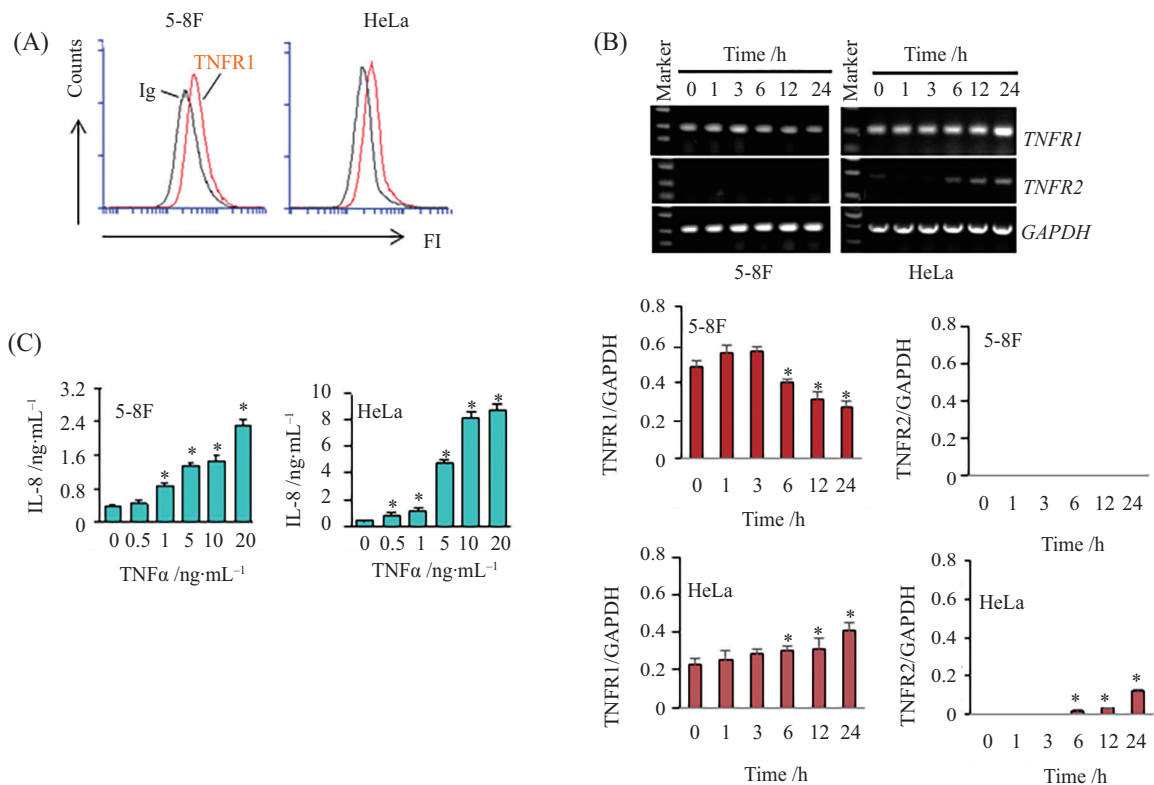 (A)
5-8F
HeLa
Counts
Ig
TNFR1
FI
(B)
Marker
Time /h
0 1 3 6 12 24
Marker
Time /h
0 1 3 6 12 24
TNFR1
TNFR2
GAPDH
5-8F
HeLa
TNFR1/GAPDH
0.8
0.6
0.4
0.2
0
5-8F
* * *
0 1 3 6 12 24
Time /h
TNFR2/GAPDH
0.8
0.6
0.4
0.2
0
5-8F
0 1 3 6 12 24
Time /h
TNFR1/GAPDH
0.8
0.6
0.4
0.2
0
HeLa
* * *
0 1 3 6 12 24
Time /h
TNFR2/GAPDH
0.8
0.6
0.4
0.2
0
HeLa
* * *
0 1 3 6 12 24
Time /h
(C)
IL-8 /ng·mL⁻¹
3.2
2.4
1.6
0.8
0
5-8F
* * * *
0 0.5 1 5 10 20
TNFα /ng·mL⁻¹
IL-8 /ng·mL⁻¹
10
8
6
4
2
0
HeLa
* * * * *
0 0.5 1 5 10 20
TNFα /ng·mL⁻¹